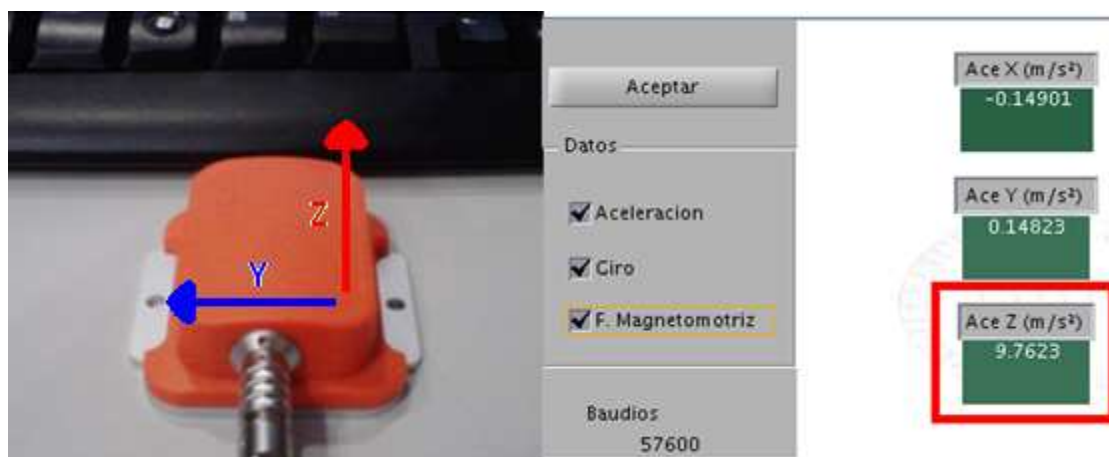 Z
Y
Aceptar
Datos
Aceleracion
Giro
F. Magnetomotriz
Baudios
57600
Ace X (m/s²)
-0.14901
Ace Y (m/s²)
0.14823
Ace Z (m/s²)
9.7623